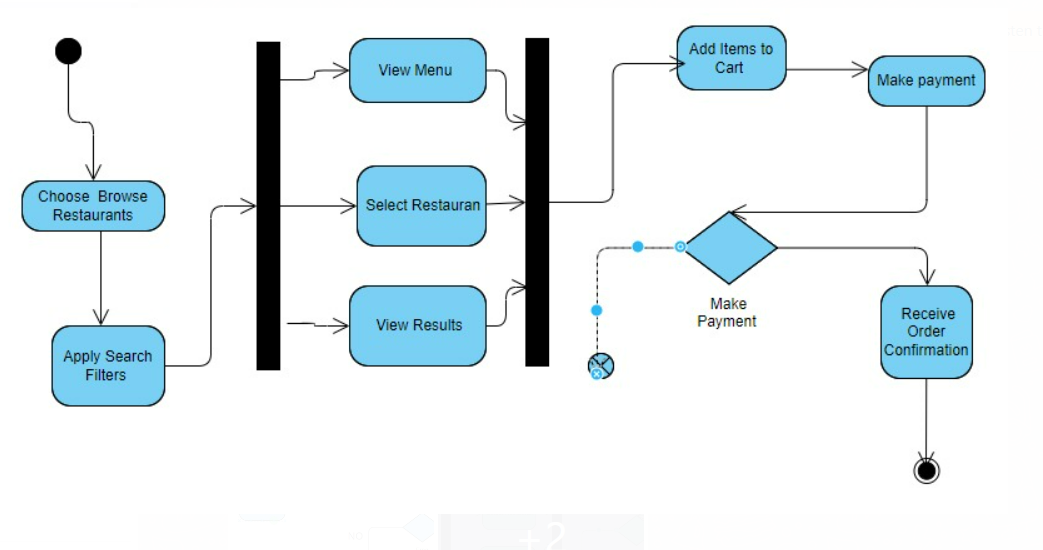 Choose Browse
Restaurants
Apply Search
Filters
View Menu
Select Restauran
View Results
Add Items to
Cart
Make payment
Make
Payment
Receive
Order
Confirmation
+2